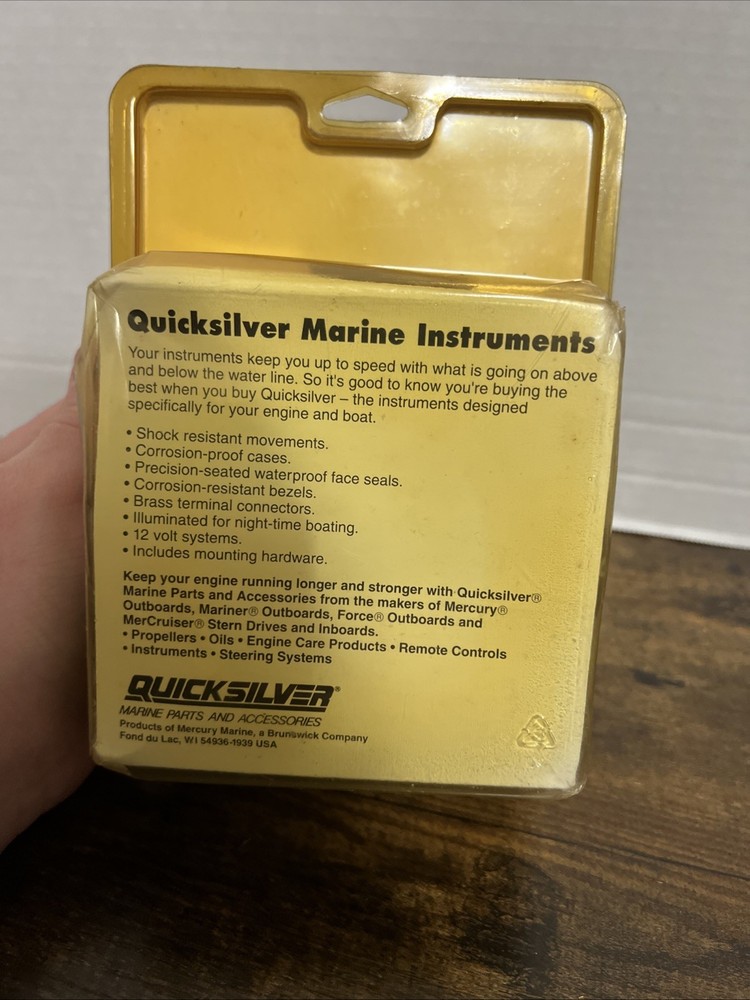 Quicksilver Marine Instruments
Your instruments keep you up to speed with what is going on above
and below the water line. So it's good to know you're buying the
best when you buy Quicksilver – the instruments designed
specifically for your engine and boat.
• Shock resistant movements.
• Corrosion-proof cases.
• Precision-seated waterproof face seals.
• Corrosion-resistant bezels.
• Brass terminal connectors.
• Illuminated for night-time boating.
• 12 volt systems.
• Includes mounting hardware.
Keep your engine running longer and stronger with Quicksilver®
Marine Parts and Accessories from the makers of Mercury®
Outboards, Mariner® Outboards, Force® Outboards and
MerCruiser® Stern Drives and Inboards.
• Propellers • Oils • Engine Care Products • Remote Controls
• Instruments • Steering Systems
QUICKSILVER®
MARINE PARTS AND ACCESSORIES
Products of Mercury Marine, a Brunswick Company
Fond du Lac, WI 54936-1939 USA